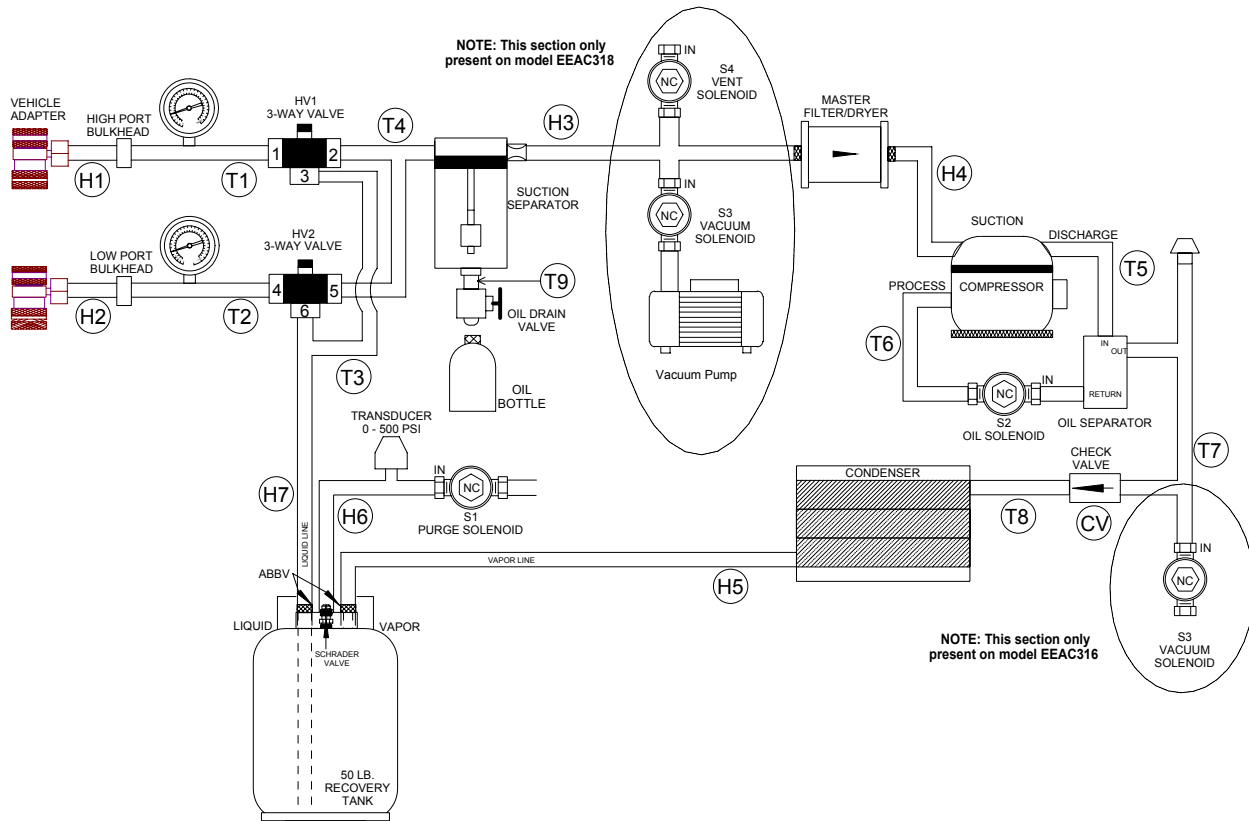 NOTE: This section only
present on model EEAC318
IN
NC
S4
VENT
SOLENOID
MASTER
FILTER/DRYER
VEHICLE
ADAPTER
HIGH PORT
BULKHEAD
HV1
3-WAY VALVE
T4
H3
1
2
3
H1
T1
H4
SUCTION
SEPARATOR
IN
NC
S3
VACUUM
SOLENOID
SUCTION
DISCHARGE
T5
LOW PORT
BULKHEAD
HV2
3-WAY VALVE
4
5
6
H2
T2
T9
OIL DRAIN
VALVE
PROCESS
COMPRESSOR
T6
IN
OUT
RETURN
T3
Vacuum Pump
OIL
BOTTLE
NC
IN
S2
OIL SOLENOID
OIL SEPARATOR
TRANSDUCER
0 - 500 PSI
IN
NC
S1
PURGE SOLENOID
H7
H6
CONDENSER
CHECK
VALVE
T7
T8
CV
LIQUID LINE
VAPOR LINE
H5
IN
NC
ABBV
LIQUID
VAPOR
SCHRADER
VALVE
NOTE: This section only
present on model EEAC316
S3
VACUUM
SOLENOID
50 LB.
RECOVERY
TANK